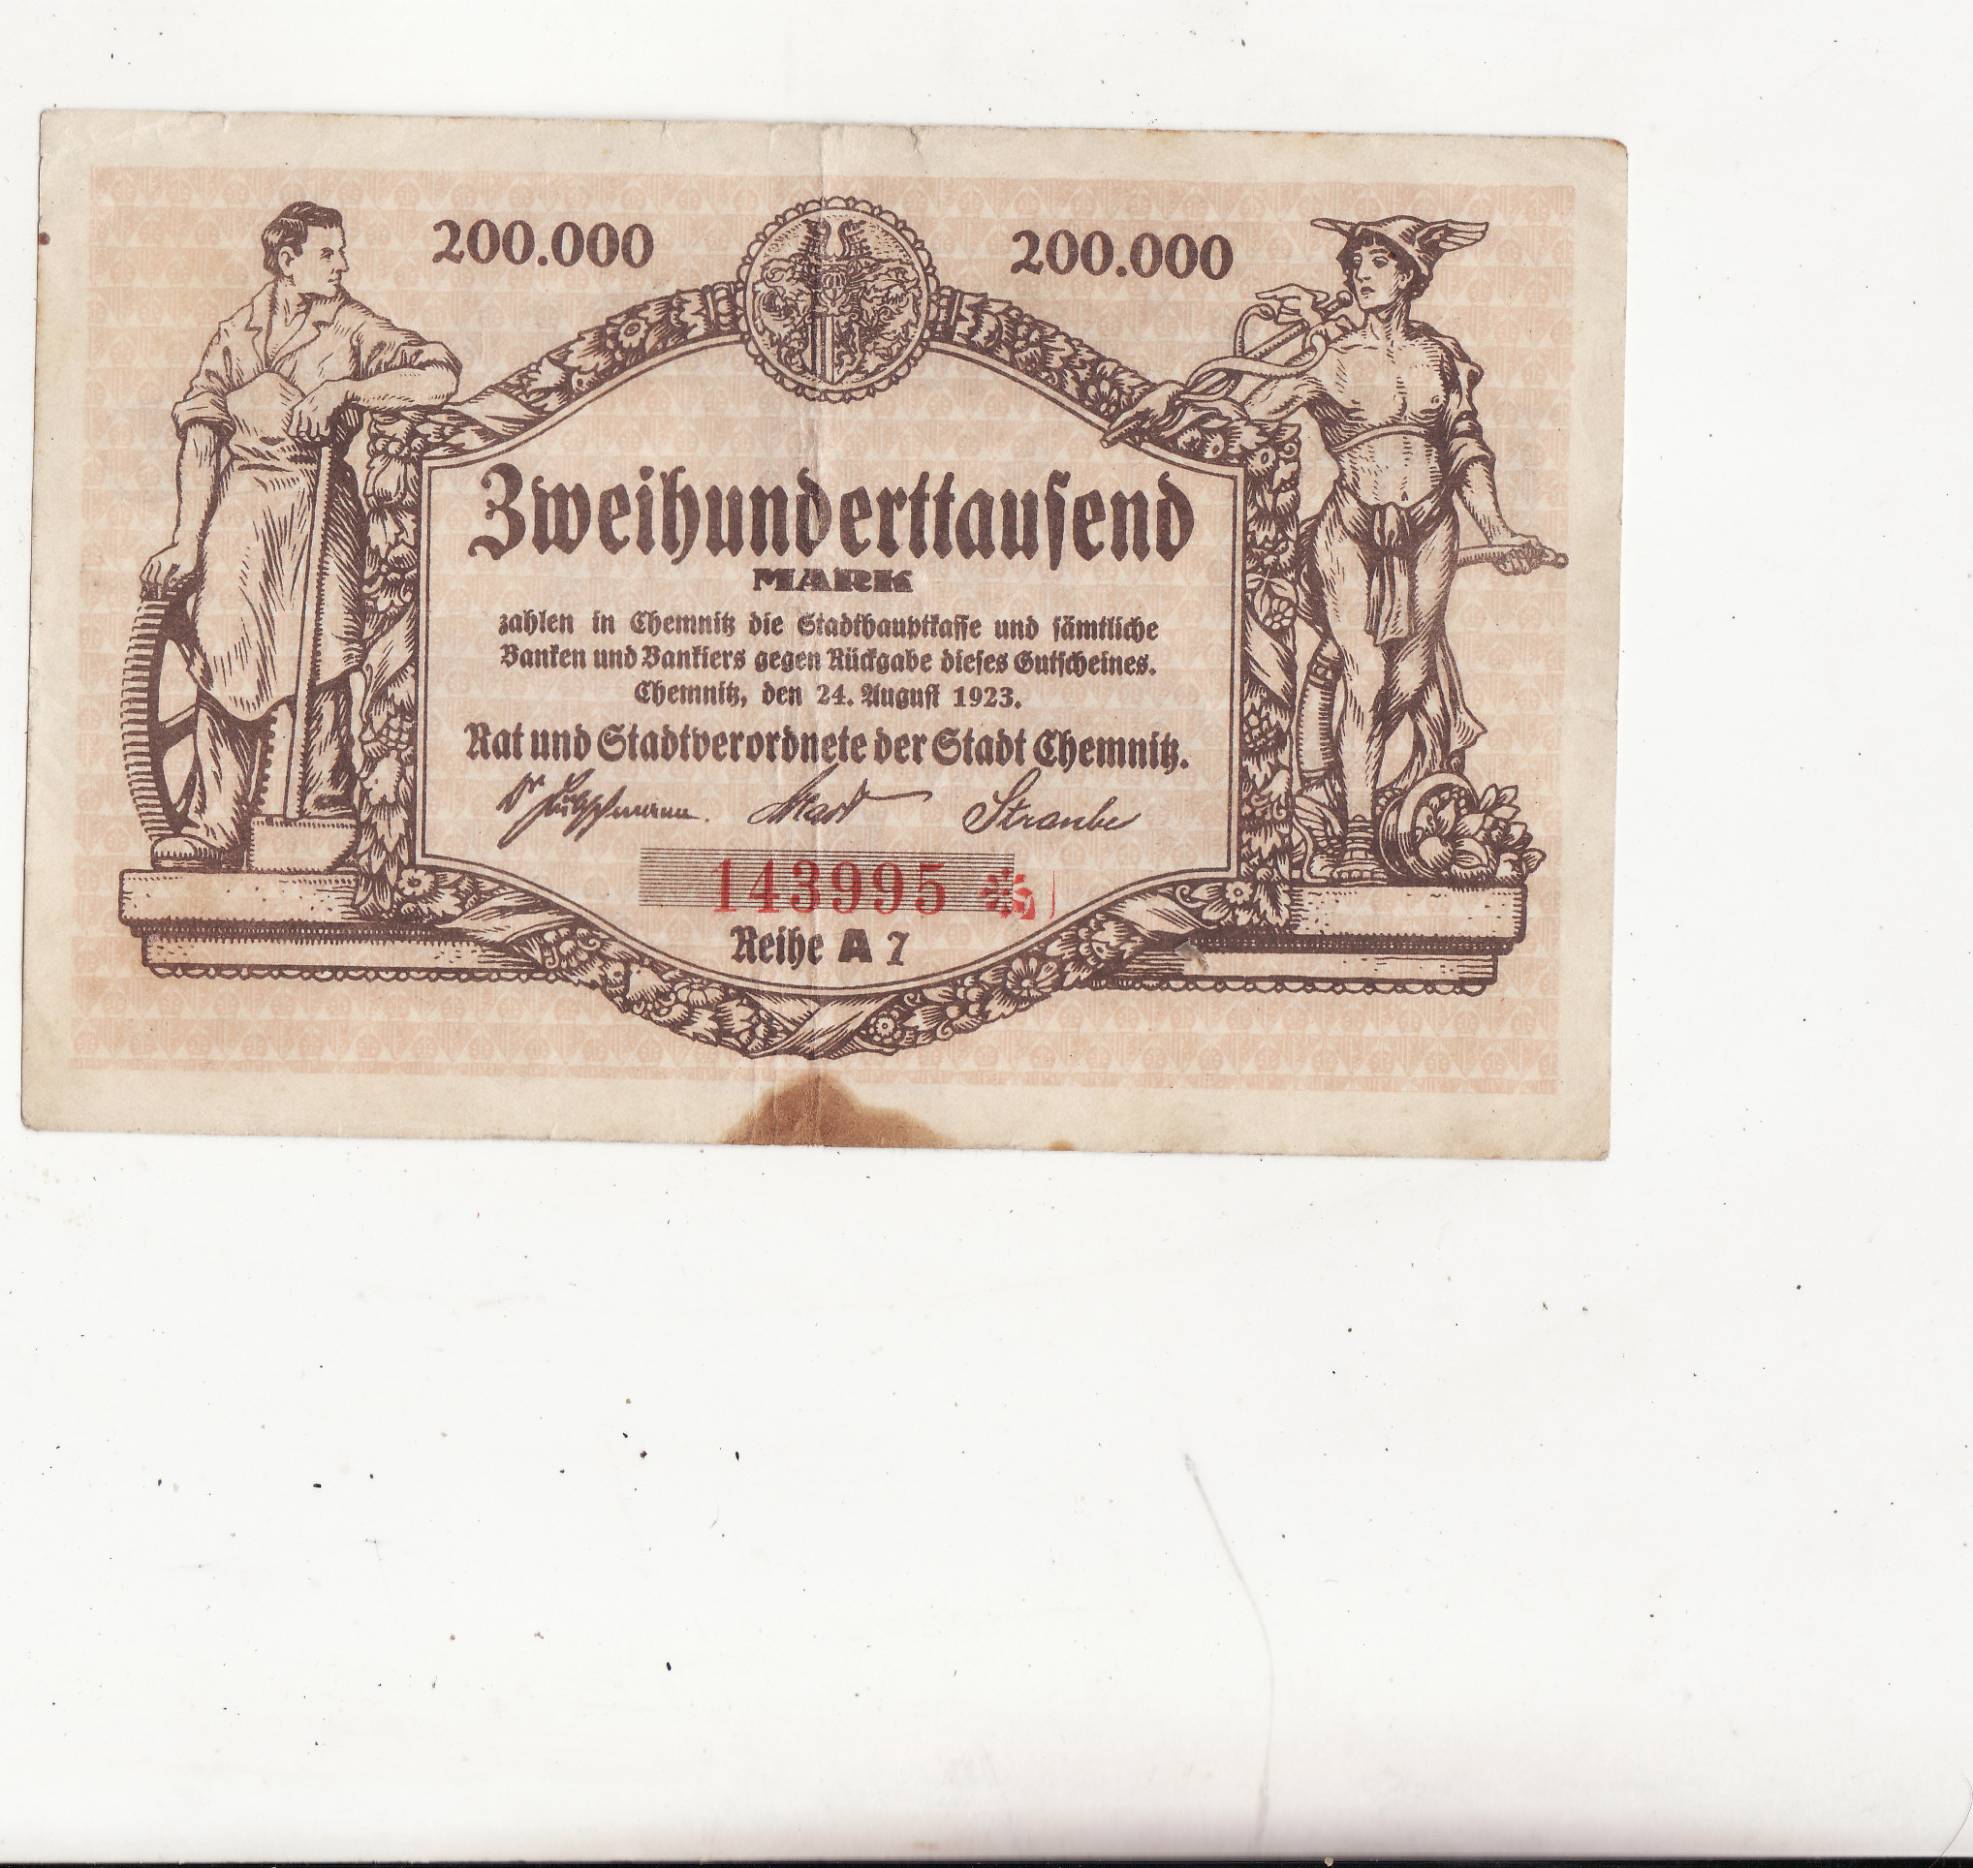 200.000 200.000
Zweihunderttausend
MARK
zahlen in Chemnitz die Stadthauptkasse und sämtliche
Banken und Bankiers gegen Rückgabe dieses Gutscheines.
Chemnitz, den 24. August 1923.
Rat und Stadtverordnete der Stadt Chemnitz.
Straube
143995
Reihe A 7